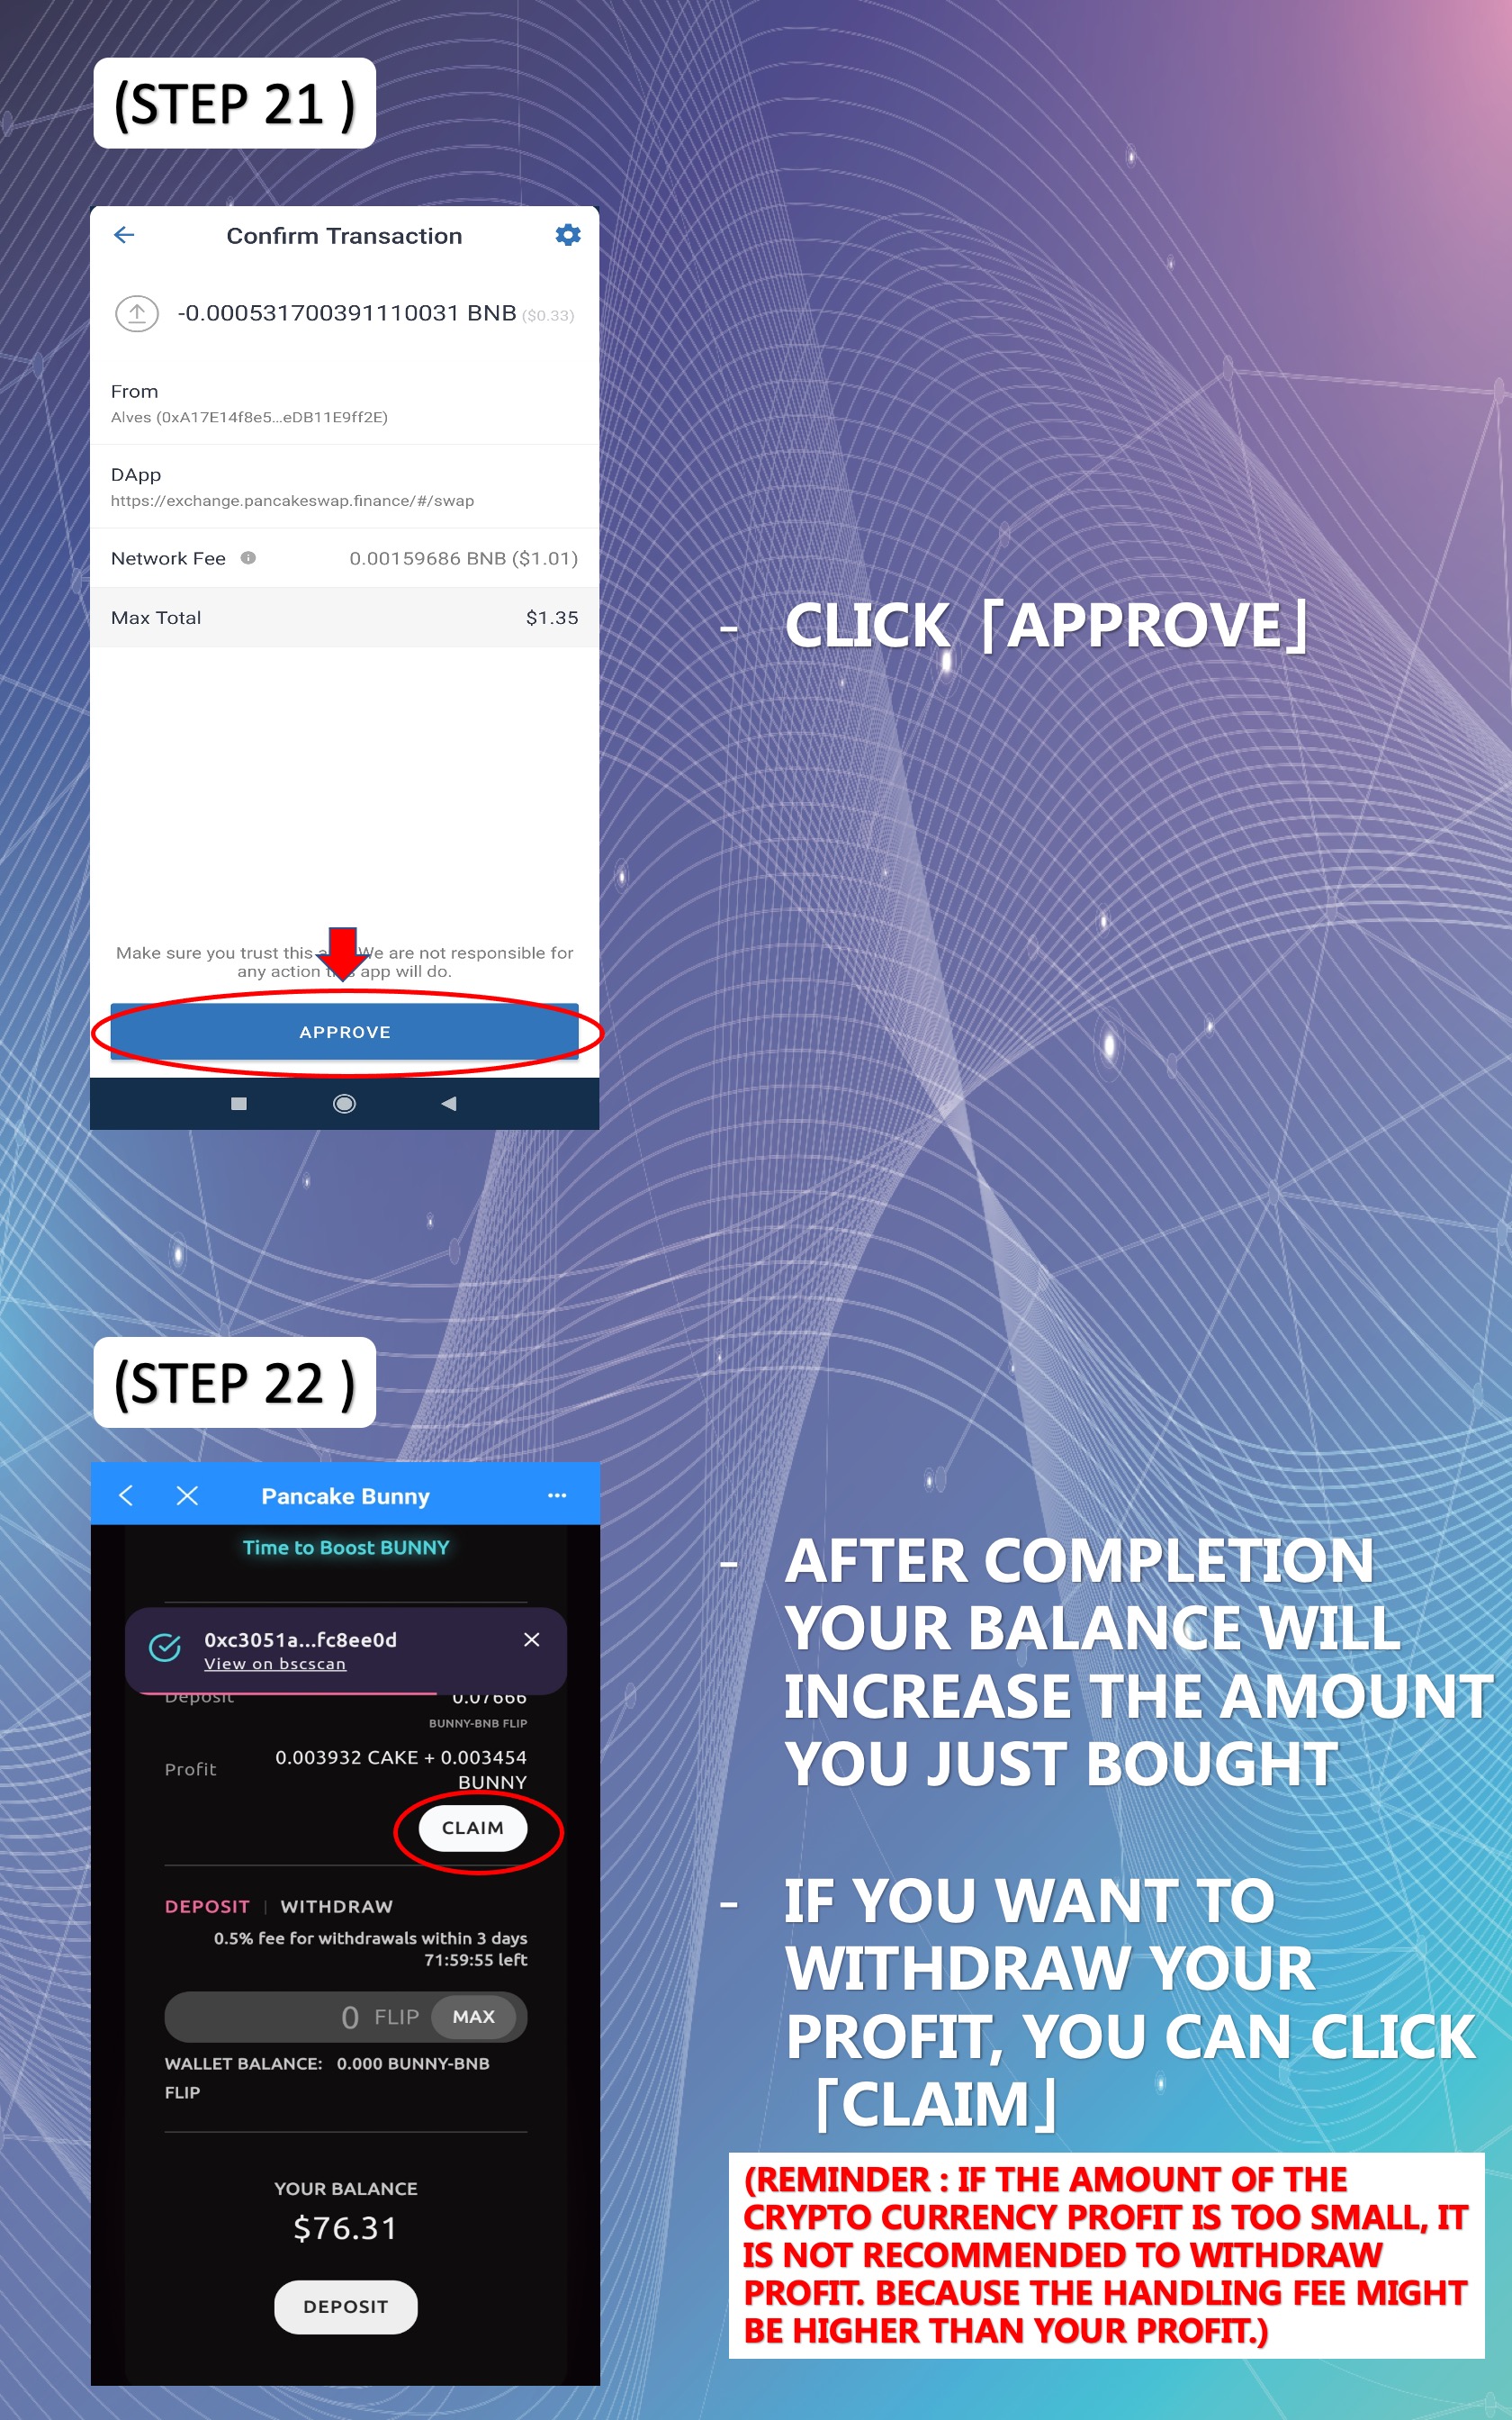 (STEP 21 )
Confirm Transaction
-0.000531700391110031 BNB ($0.33)
From
Alves (0xA17E14f8e5...eDB11E9ff2E)
DApp
https://exchange.pancakeswap.finance/#/swap
Network Fee 0.00159686 BNB ($1.01)
Max Total $1.35
Make sure you trust this We are not responsible for
any action app will do.
APPROVE
- CLICK「APPROVE」
(STEP 22 )
Pancake Bunny
Time to Boost BUNNY
0xc3051a...fc8ee0d
View on bscscan
Deposit 0.07666
BUNNY-BNB FLIP
Profit 0.003932 CAKE + 0.003454
BUNNY
CLAIM
DEPOSIT | WITHDRAW
0.5% fee for withdrawals within 3 days
71:59:55 left
0 FLIP MAX
WALLET BALANCE: 0.000 BUNNY-BNB
FLIP
YOUR BALANCE
$76.31
DEPOSIT
- AFTER COMPLETION
YOUR BALANCE WILL
INCREASE THE AMOUNT
YOU JUST BOUGHT
- IF YOU WANT TO
WITHDRAW YOUR
PROFIT, YOU CAN CLICK
「CLAIM」
(REMINDER : IF THE AMOUNT OF THE
CRYPTO CURRENCY PROFIT IS TOO SMALL, IT
IS NOT RECOMMENDED TO WITHDRAW
PROFIT. BECAUSE THE HANDLING FEE MIGHT
BE HIGHER THAN YOUR PROFIT.)